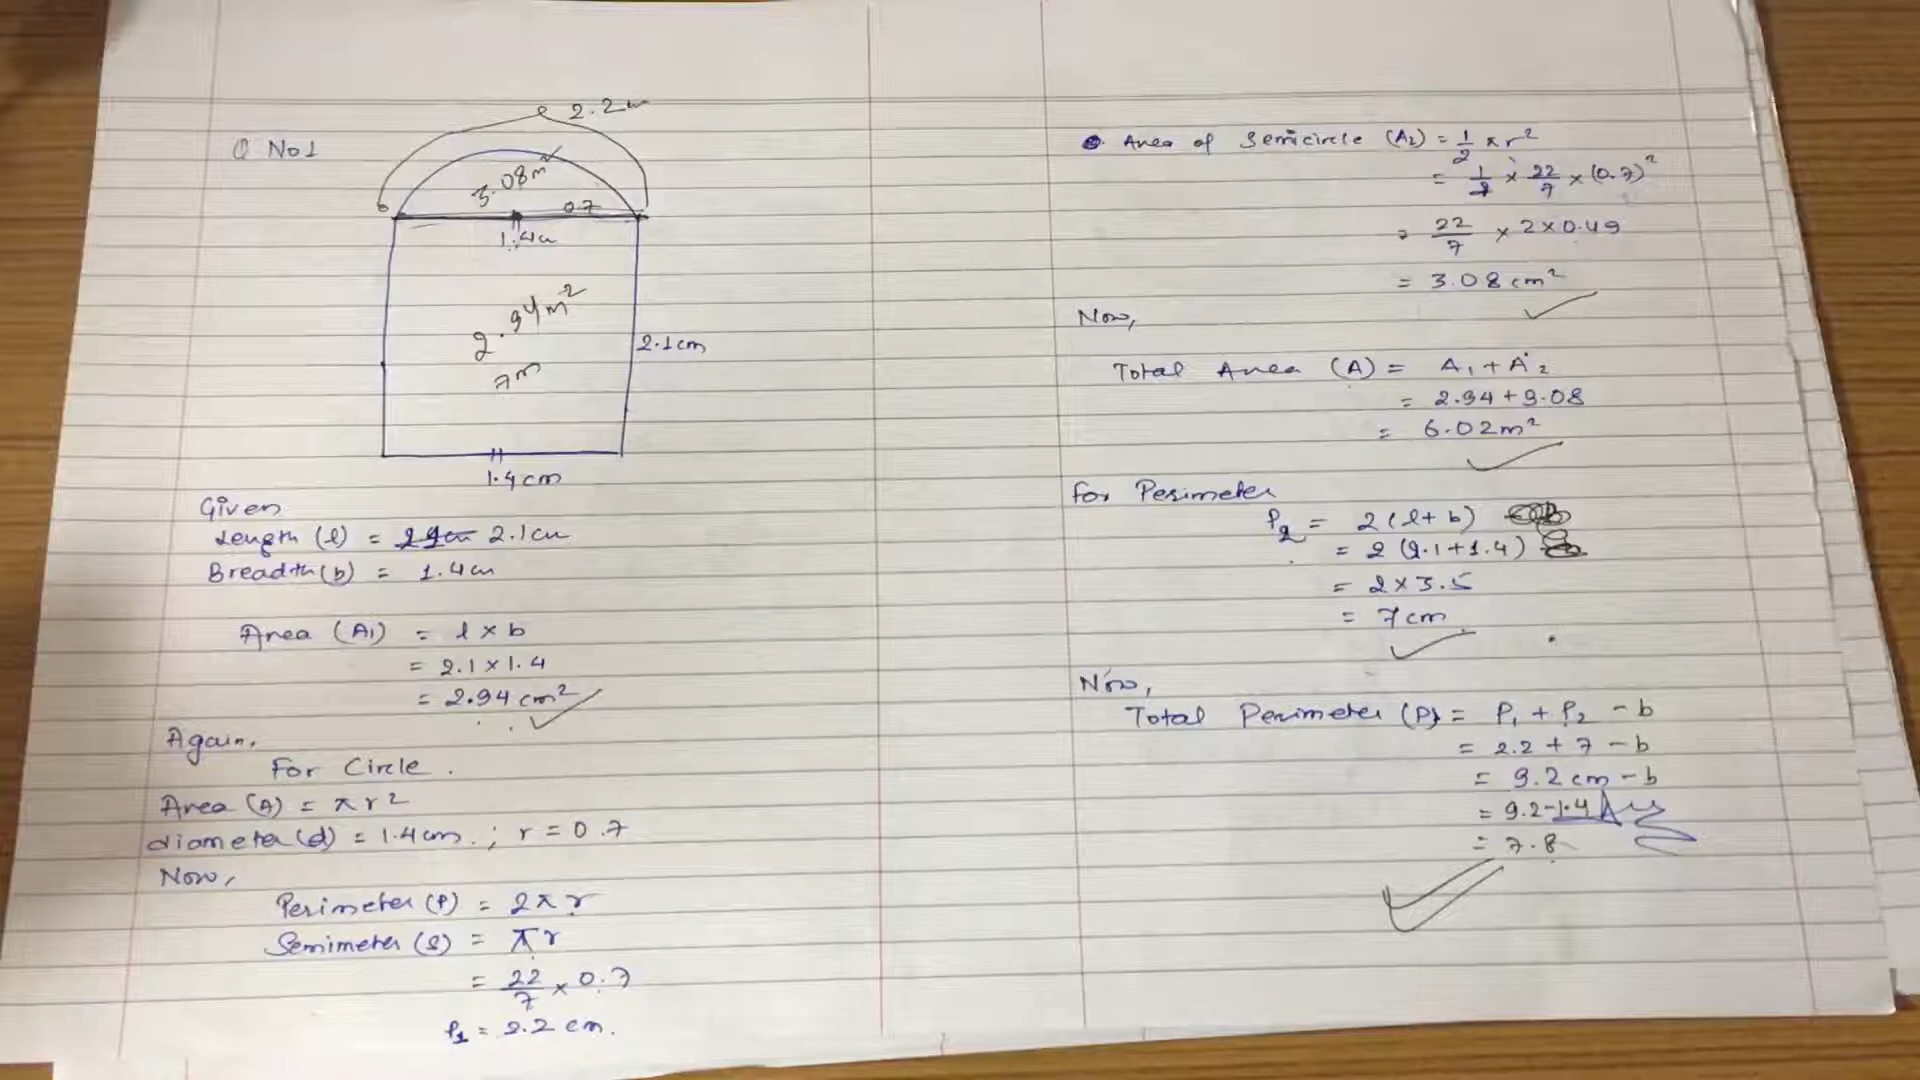 2.2m
Q No1
3.08m²
0.7
1.4m
2.94m²
7m
2.1cm
1.4cm
Given
Length (l) = 2.1cm
Breadth(b) = 1.4cm
Area (A1) = l x b
= 2.1 x 1.4
= 2.94 cm²
Again,
For Circle.
Area (A) = πr2
diameter(d) = 1.4cm. ; r = 0.7
Now,
Perimeter (P) = 2πr
Semimeter (S) = πr
= 22/7 x 0.7
P1 = 2.2 cm.
Area of Semicircle (A2) = 1/2 πr²
= 1/2 x 22/7 x (0.7)²
= 22/7 x 2x0.49
= 3.08 cm²
Now,
Total Area (A) = A1 + A2
= 2.94 + 3.08
= 6.02m²
For Perimeter
P2 = 2(l+b)
= 2 (2.1+1.4)
= 2 x 3.5
= 7cm
Now,
Total Perimeter (P) = P1 + P2 - b
= 2.2 + 7 - b
= 9.2 cm - b
= 9.2-1.4
= 7.8